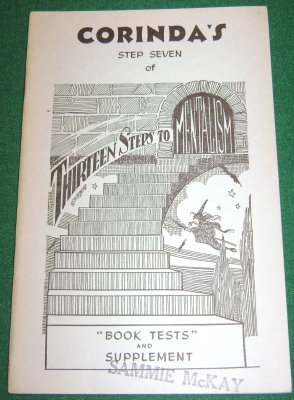 CORINDA'S
STEP SEVEN
of
THIRTEEN STEPS TO
MENTALISM
"BOOK TESTS"
AND
SUPPLEMENT
SAMMIE McKAY